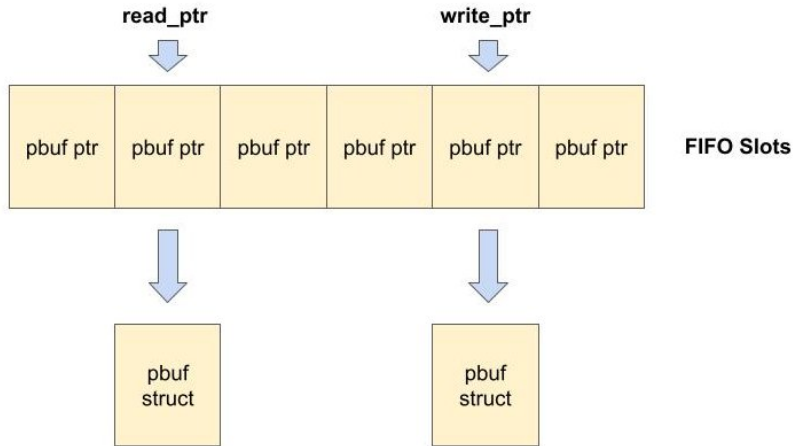 read_ptr write_ptr
pbuf ptr pbuf ptr pbuf ptr pbuf ptr pbuf ptr pbuf ptr FIFO Slots
pbuf pbuf
struct struct